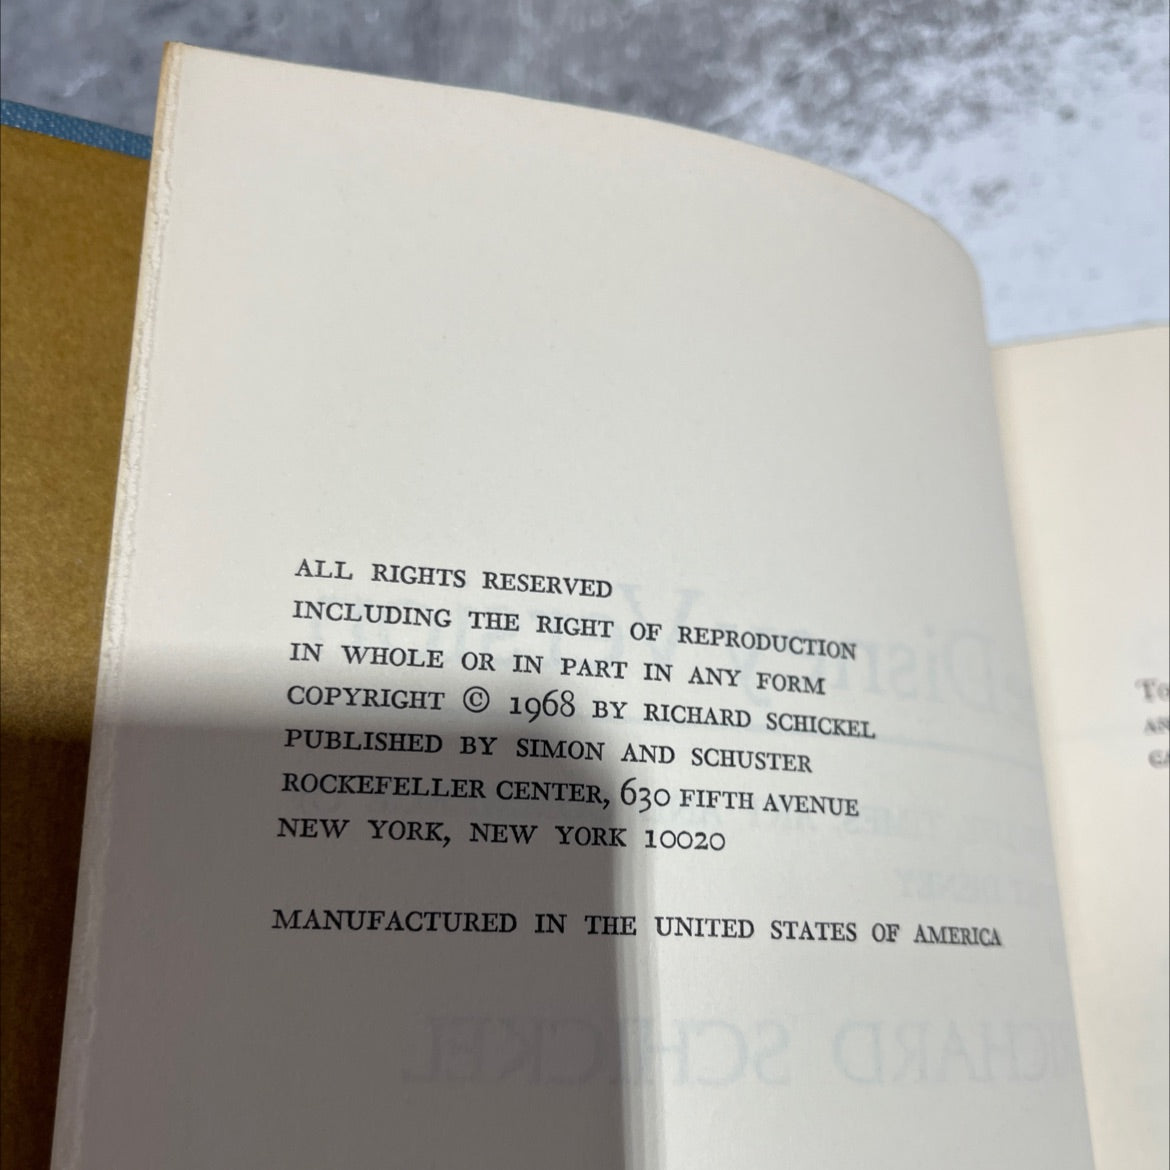 ALL RIGHTS RESERVED
INCLUDING THE RIGHT OF REPRODUCTION
IN WHOLE OR IN PART IN ANY FORM
COPYRIGHT © 1968 BY RICHARD SCHICKEL
PUBLISHED BY SIMON AND SCHUSTER
ROCKEFELLER CENTER, 630 FIFTH AVENUE
NEW YORK, NEW YORK 10020
MANUFACTURED IN THE UNITED STATES OF AMERICA